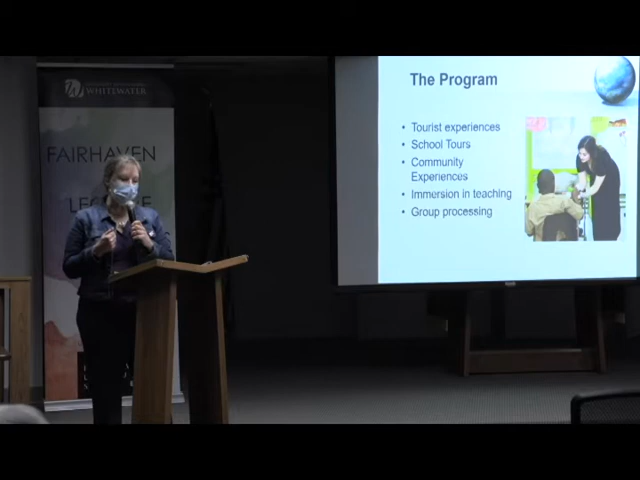 WHITEWATER
FAIRHAVEN
The Program
• Tourist experiences
• School Tours
• Community
Experiences
• Immersion in teaching
• Group processing